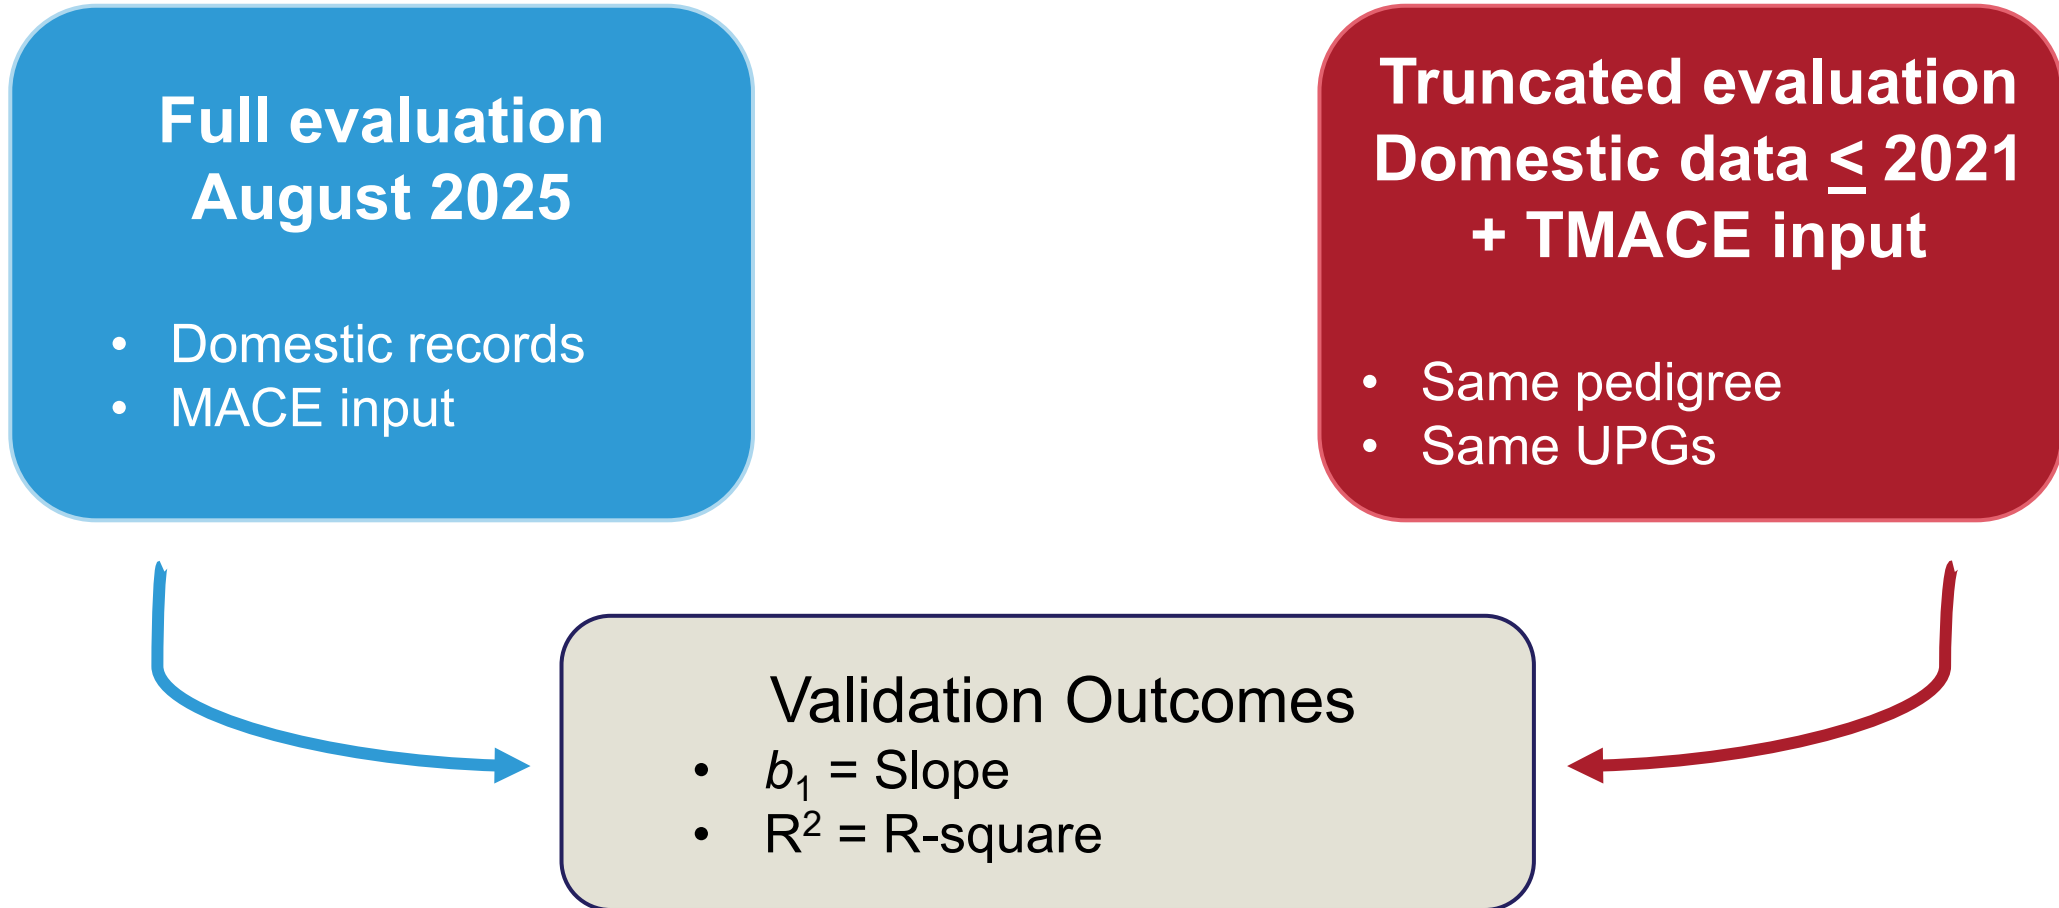 Full evaluation
August 2025
• Domestic records
• MACE input
Truncated evaluation
Domestic data ≤ 2021
+ TMACE input
• Same pedigree
• Same UPGs
Validation Outcomes
• b₁ = Slope
• R² = R-square